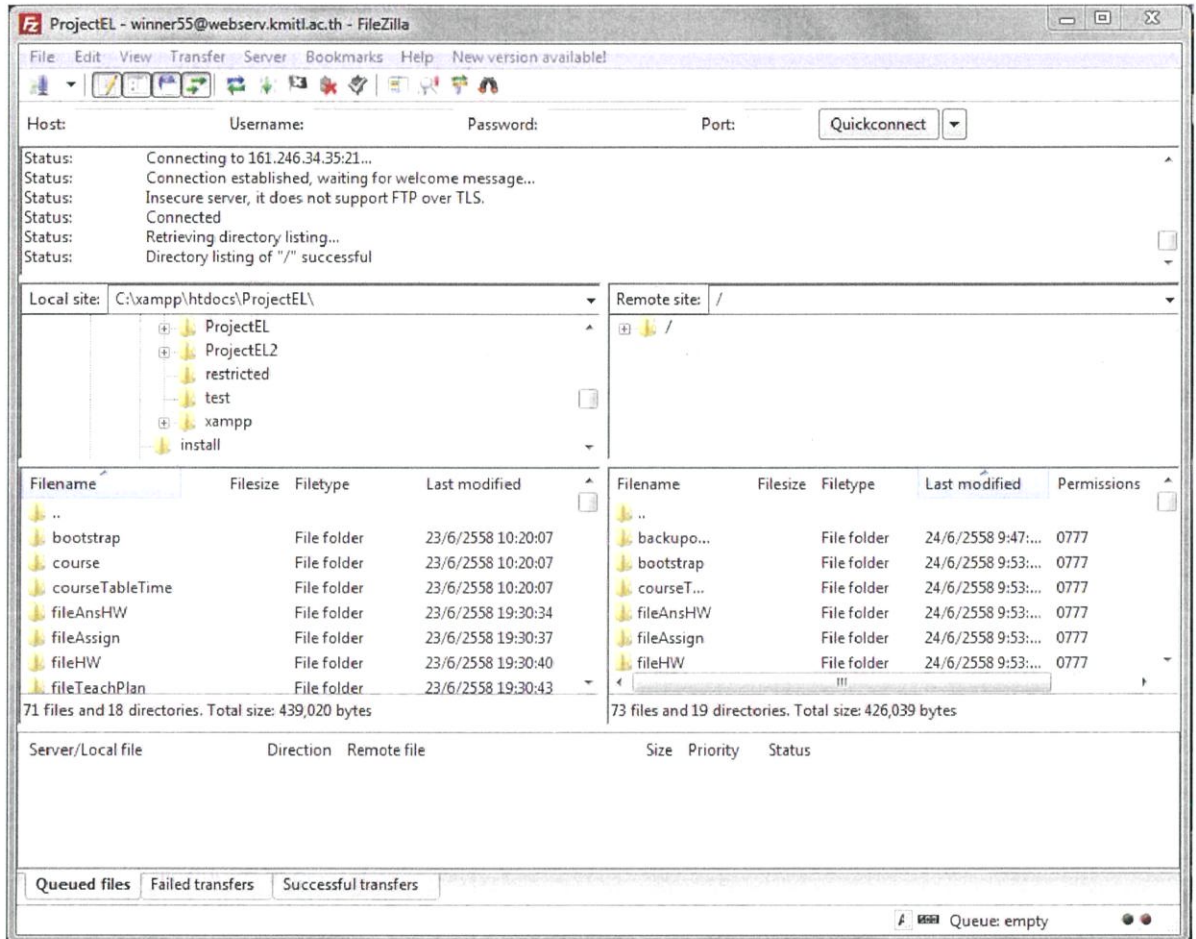 Fz ProjectEL - winner55@webserv.kmitl.ac.th - FileZilla
File Edit View Transfer Server Bookmarks Help New version available!
Host: Username: Password: Port: Quickconnect
Status: Connecting to 161.246.34.35:21...
Status: Connection established, waiting for welcome message...
Status: Insecure server, it does not support FTP over TLS.
Status: Connected
Status: Retrieving directory listing...
Status: Directory listing of "/" successful
Local site: C:\xampp\htdocs\ProjectEL\
ProjectEL
ProjectEL2
restricted
test
xampp
install
Remote site: /
/
Filename Filesize Filetype Last modified
..
bootstrap File folder 23/6/2558 10:20:07
course File folder 23/6/2558 10:20:07
courseTableTime File folder 23/6/2558 10:20:07
fileAnsHW File folder 23/6/2558 19:30:34
fileAssign File folder 23/6/2558 19:30:37
fileHW File folder 23/6/2558 19:30:40
fileTeachPlan File folder 23/6/2558 19:30:43
71 files and 18 directories. Total size: 439,020 bytes
Filename Filesize Filetype Last modified Permissions
..
backupo... File folder 24/6/2558 9:47:... 0777
bootstrap File folder 24/6/2558 9:53:... 0777
courseT... File folder 24/6/2558 9:53:... 0777
fileAnsHW File folder 24/6/2558 9:53:... 0777
fileAssign File folder 24/6/2558 9:53:... 0777
fileHW File folder 24/6/2558 9:53:... 0777
73 files and 19 directories. Total size: 426,039 bytes
Server/Local file Direction Remote file Size Priority Status
Queued files Failed transfers Successful transfers
Queue: empty